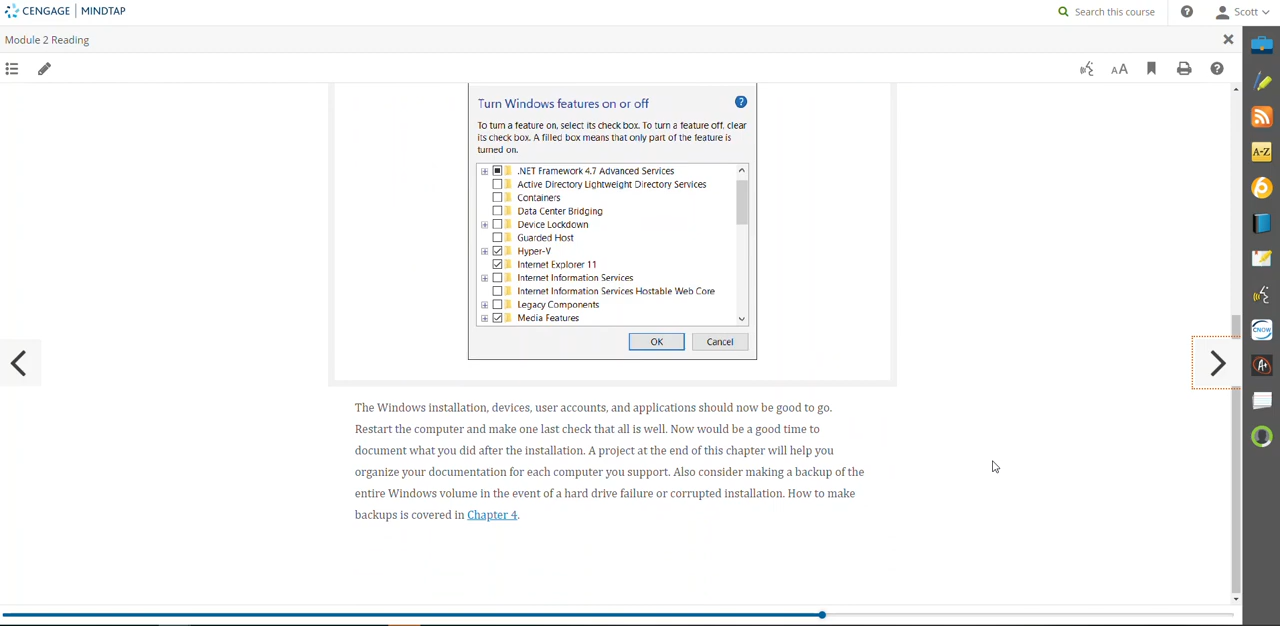 CENGAGE | MINDTAP
Search this course
Scott
Module 2 Reading
AA
Turn Windows features on or off
?
To turn a feature on, select its check box. To turn a feature off, clear
its check box. A filled box means that only part of the feature is
turned on.
.NET Framework 4.7 Advanced Services
Active Directory Lightweight Directory Services
Containers
Data Center Bridging
Device Lockdown
Guarded Host
Hyper-V
Internet Explorer 11
Internet Information Services
Internet Information Services Hostable Web Core
Legacy Components
Media Features
OK
Cancel
The Windows installation, devices, user accounts, and applications should now be good to go.
Restart the computer and make one last check that all is well. Now would be a good time to
document what you did after the installation. A project at the end of this chapter will help you
organize your documentation for each computer you support. Also consider making a backup of the
entire Windows volume in the event of a hard drive failure or corrupted installation. How to make
backups is covered in Chapter 4.
A-Z
CNOW
A+